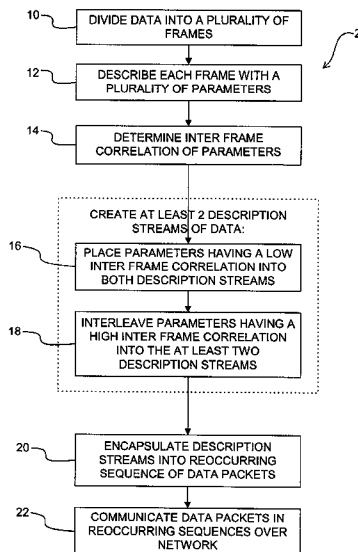 10
DIVIDE DATA INTO A PLURALITY OF
FRAMES
2
12
DESCRIBE EACH FRAME WITH A
PLURALITY OF PARAMETERS
14
DETERMINE INTER FRAME
CORRELATION OF PARAMETERS
CREATE AT LEAST 2 DESCRIPTION
STREAMS OF DATA:
16
PLACE PARAMETERS HAVING A LOW
INTER FRAME CORRELATION INTO
BOTH DESCRIPTION STREAMS
18
INTERLEAVE PARAMETERS HAVING A
HIGH INTER FRAME CORRELATION
INTO THE AT LEAST TWO
DESCRIPTION STREAMS
20
ENCAPSULATE DESCRIPTION
STREAMS INTO REOCCURRING
SEQUENCE OF DATA PACKETS
22
COMMUNICATE DATA PACKETS IN
REOCCURRING SEQUENCES OVER
NETWORK